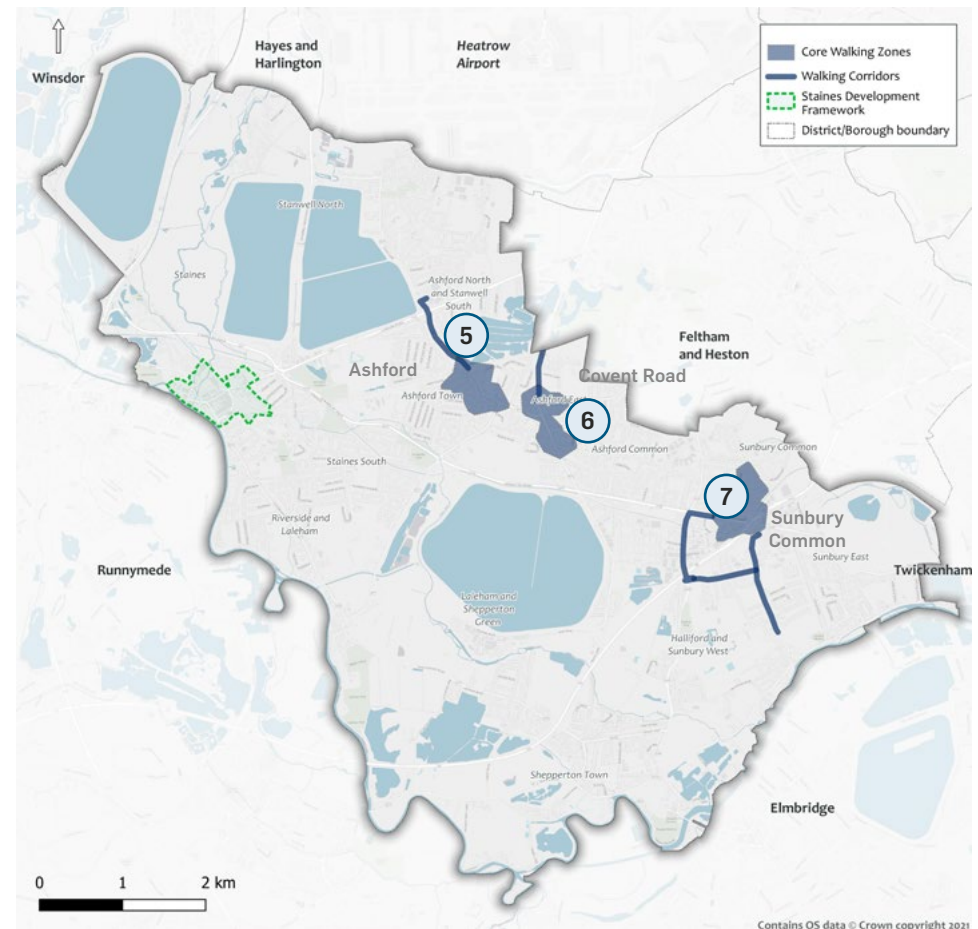 Hayes and
Harlington
Heatrow
Airport
Winsdor
Core Walking Zones
Walking Corridors
Staines Development
Framework
District/Borough boundary
Stanwell North
Staines
Ashford North
and Stanwell
South
5
Feltham
and Heston
Ashford
Covent Road
Ashford Town
Ashford East
6
Ashford Common
Sunbury Common
Staines South
7
Sunbury
Common
Riverside and
Laleham
Sunbury East
Runnymede
Twickenham
Laleham and
Shepperton
Green
Halliford and
Sunbury West
Shepperton Town
Elmbridge
0 1 2 km
Contains OS data © Crown copyright 2021